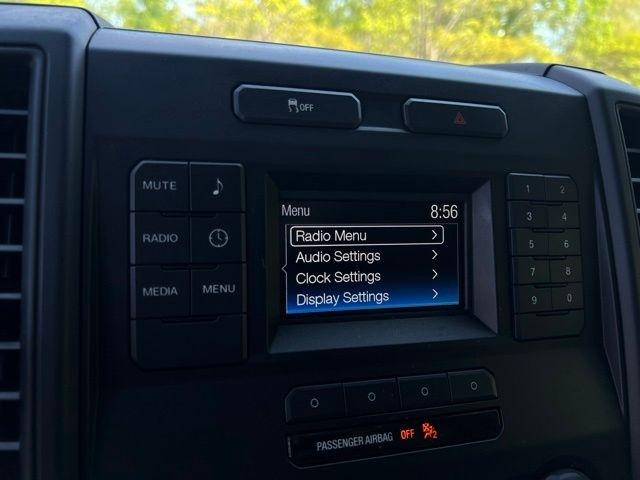 OFF
MUTE
RADIO
MEDIA MENU
Menu 8:56
Radio Menu >
Audio Settings >
Clock Settings >
Display Settings >
1 2
3 4
5 6
7 8
9 0
PASSENGER AIRBAG OFF 2